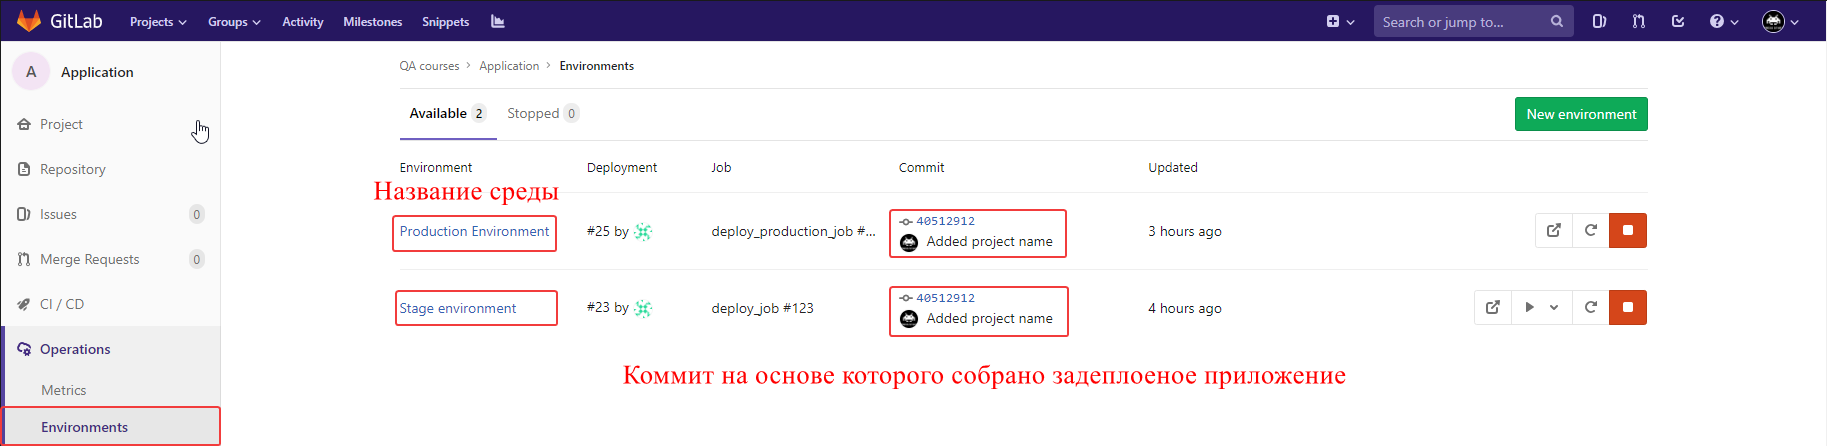 GitLab Projects Groups Activity Milestones Snippets Search or jump to...
A Application
QA courses > Application > Environments
Available 2 Stopped 0 New environment
Project
Repository
Issues 0
Merge Requests 0
CI / CD
Operations
Metrics
Environments
Environment Deployment Job Commit Updated
Название среды
Production Environment #25 by deploy_production_job #... 40512912 3 hours ago
Added project name
Stage environment #23 by deploy_job #123 40512912 4 hours ago
Added project name
Коммит на основе которого собрано задеплоеное приложение